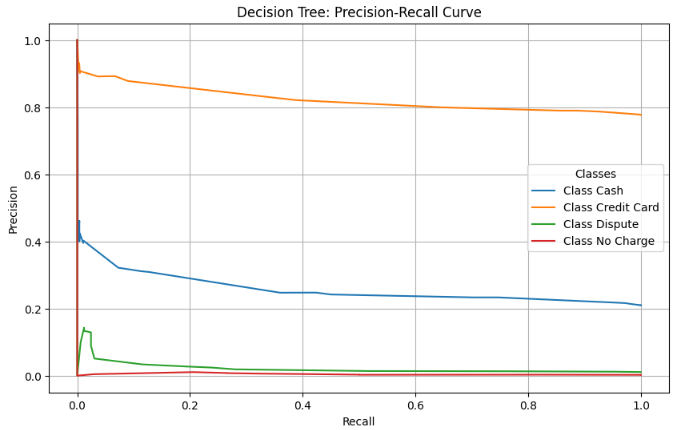 Decision Tree: Precision-Recall Curve
1.0
0.8
0.6
0.4
0.2
0.0
Precision
Classes
Class Cash
Class Credit Card
Class Dispute
Class No Charge
0.0 0.2 0.4 0.6 0.8 1.0
Recall